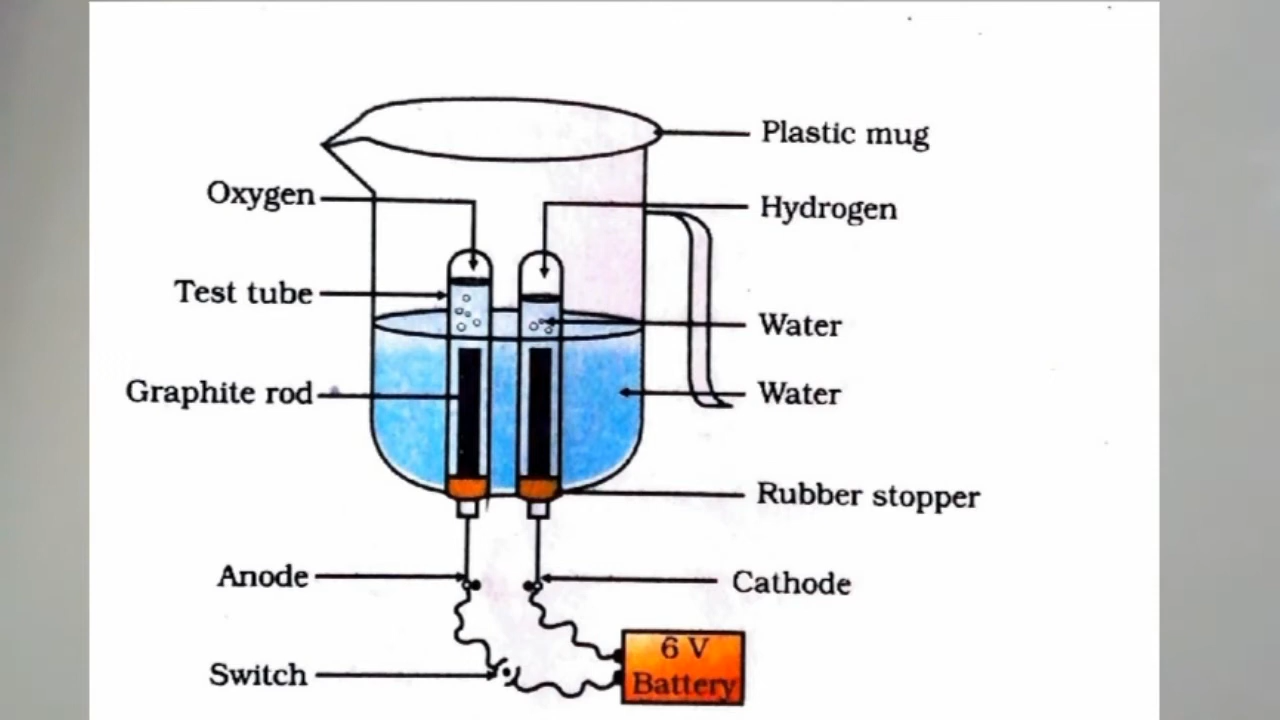 Plastic mug
Oxygen
Hydrogen
Test tube
Water
Graphite rod
Water
Rubber stopper
Anode
Cathode
6 V
Battery
Switch